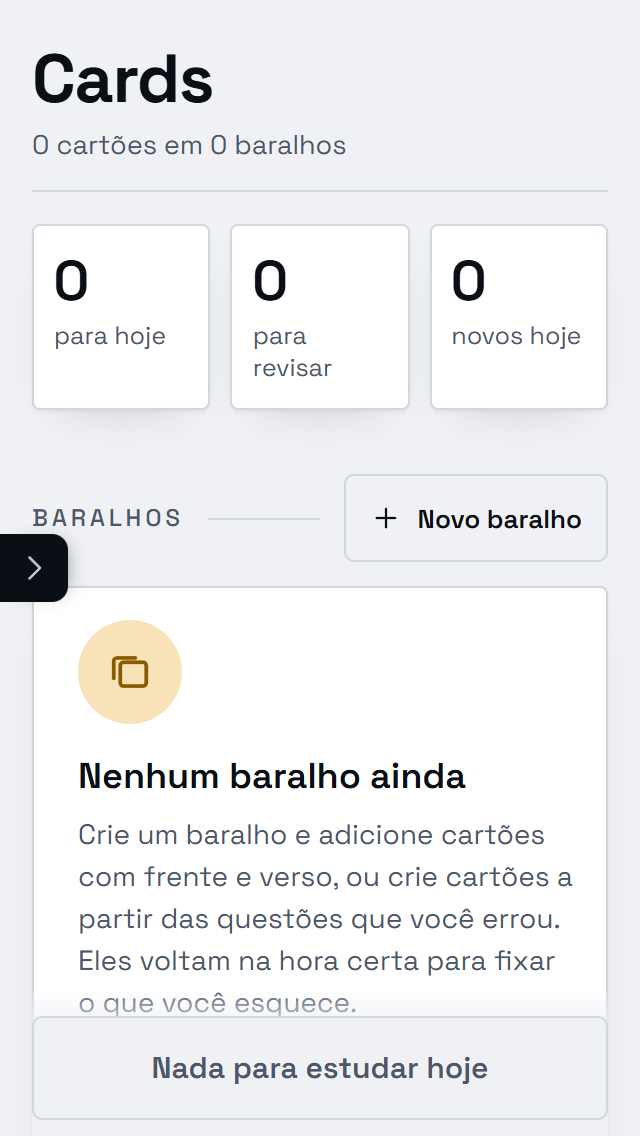 Cards
0 cartões em 0 baralhos
0
para hoje
0
para
revisar
0
novos hoje
BARALHOS
Novo baralho
Nenhum baralho ainda
Crie um baralho e adicione cartões
com frente e verso, ou crie cartões a
partir das questões que você errou.
Eles voltam na hora certa para fixar
o que você esquece.
Nada para estudar hoje